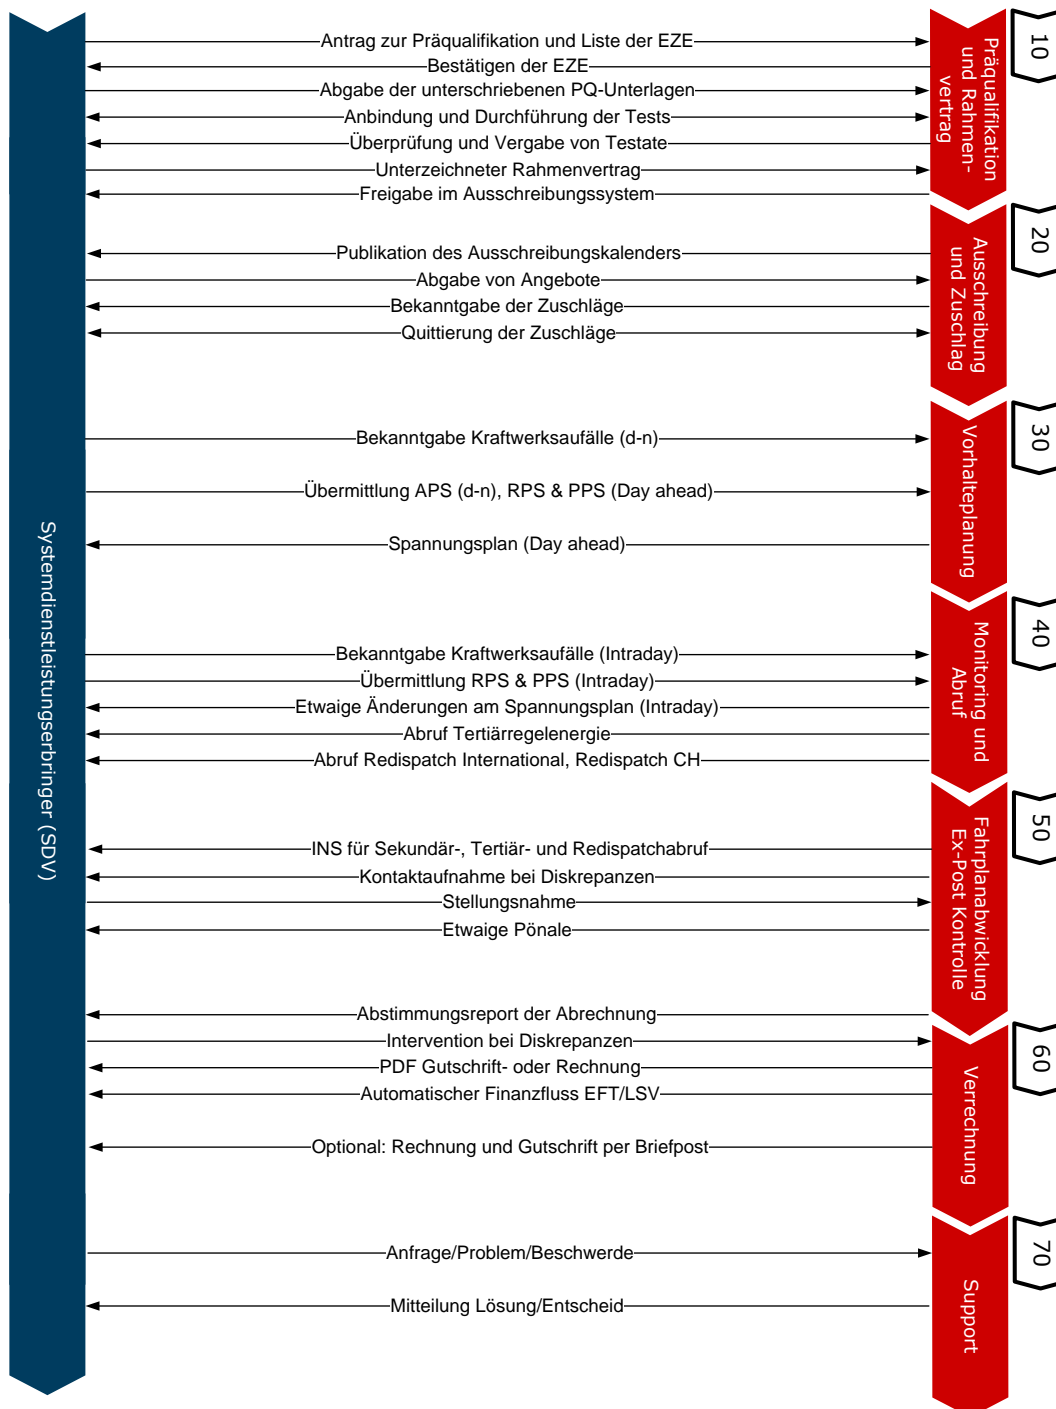 Systemdienstleistungserbringer (SDV)
10
Präqualifikation
und Rahmen-
vertrag
Antrag zur Präqualifikation und Liste der EZE
Bestätigen der EZE
Abgabe der unterschriebenen PQ-Unterlagen
Anbindung und Durchführung der Tests
Überprüfung und Vergabe von Testate
Unterzeichneter Rahmenvertrag
Freigabe im Ausschreibungssystem
20
Ausschreibung
und Zuschlag
Publikation des Ausschreibungskalenders
Abgabe von Angebote
Bekanntgabe der Zuschläge
Quittierung der Zuschläge
30
Vorhalteplanung
Bekanntgabe Kraftwerksaufälle (d-n)
Übermittlung APS (d-n), RPS & PPS (Day ahead)
Spannungsplan (Day ahead)
40
Monitoring und
Abruf
Bekanntgabe Kraftwerksaufälle (Intraday)
Übermittlung RPS & PPS (Intraday)
Etwaige Änderungen am Spannungsplan (Intraday)
Abruf Tertiärregelenergie
Abruf Redispatch International, Redispatch CH
50
Fahrplanabwicklung
Ex-Post Kontrolle
INS für Sekundär-, Tertiär- und Redispatchabruf
Kontaktaufnahme bei Diskrepanzen
Stellungsnahme
Etwaige Pönale
Abstimmungsreport der Abrechnung
60
Verrechnung
Intervention bei Diskrepanzen
PDF Gutschrift- oder Rechnung
Automatischer Finanzfluss EFT/LSV
Optional: Rechnung und Gutschrift per Briefpost
70
Support
Anfrage/Problem/Beschwerde
Mitteilung Lösung/Entscheid